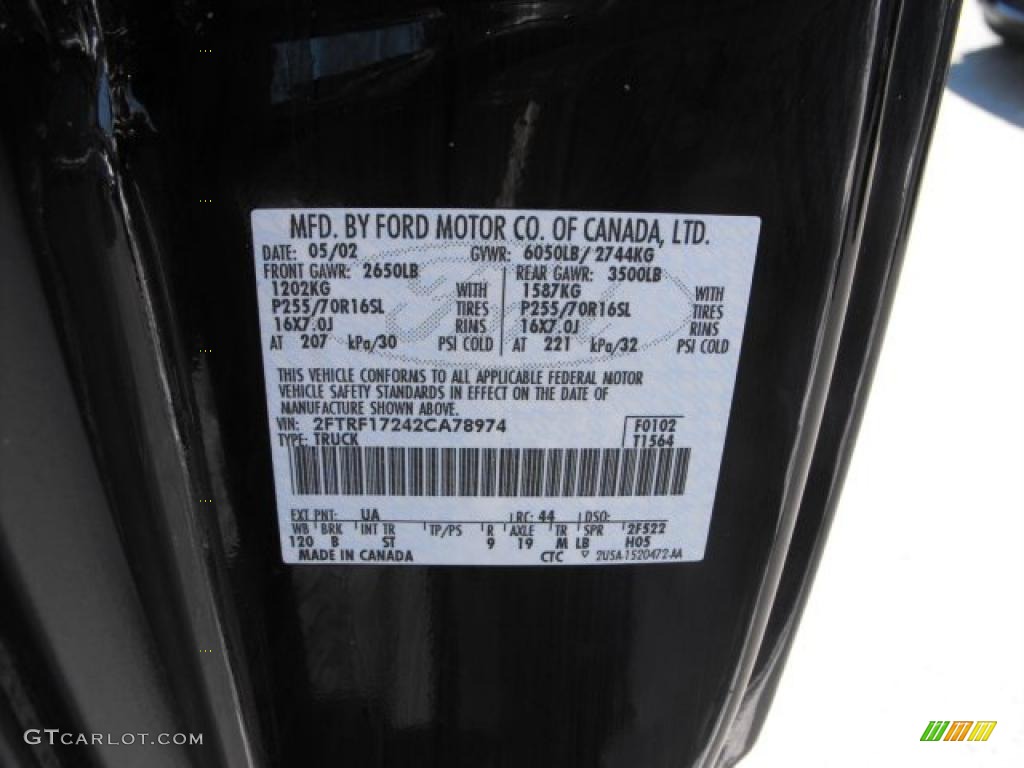 MFD. BY FORD MOTOR CO. OF CANADA, LTD.
DATE: 05/02 GVWR: 6050LB/ 2744KG
FRONT GAWR: 2650LB REAR GAWR: 3500LB
1202KG WITH 1587KG WITH
P255/70R16SL TIRES P255/70R16SL TIRES
16X7.0J RINS 16X7.0J RINS
AT 207 kPa/30 PSI COLD AT 221 kPa/32 PSI COLD
THIS VEHICLE CONFORMS TO ALL APPLICABLE FEDERAL MOTOR
VEHICLE SAFETY STANDARDS IN EFFECT ON THE DATE OF
MANUFACTURE SHOWN ABOVE.
VIN: 2FTRF17242CA78974 F0102
TYPE: TRUCK T1564
EXT PNT: UA RC: 44 DSO:
WB BRK INT TR TP/PS R AXLE TR SPR 2F522
120 B ST 9 19 M LB H05
MADE IN CANADA CTC 2U5A-1520472-AA
GTCARLOT.COM